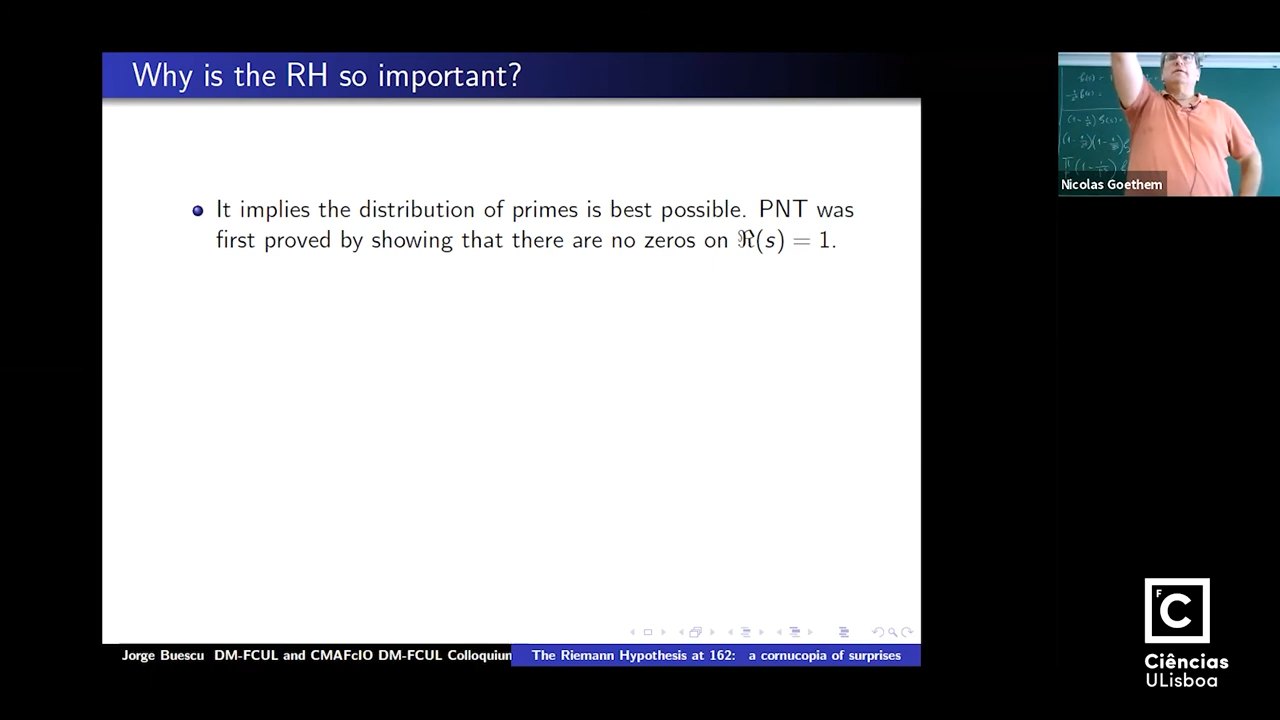 Why is the RH so important?
It implies the distribution of primes is best possible. PNT was
first proved by showing that there are no zeros on ℜ(s) = 1.
Nicolas Goethem
Jorge Buescu DM-FCUL and CMAFcIO DM-FCUL Colloquium
The Riemann Hypothesis at 162: a cornucopia of surprises
F
C
Ciências
ULisboa